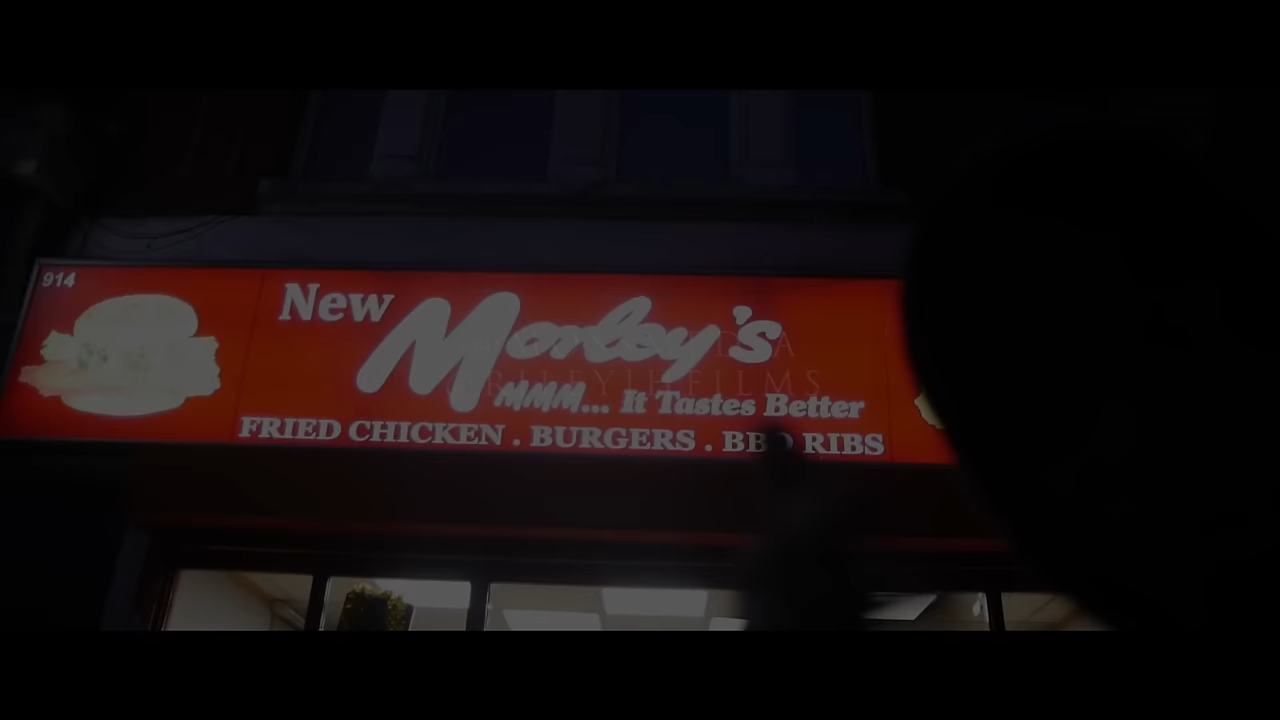 914
New
Morley's
MMM... It Tastes Better
FRIED CHICKEN . BURGERS . BBQ RIBS